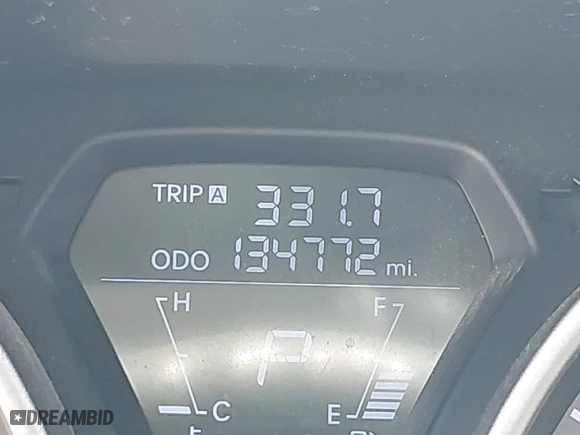 TRIP A 331.7
ODO 134772 mi.
H F
P
C E
DREAMBID